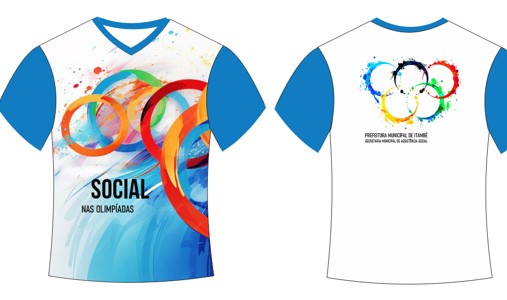 SOCIAL
NAS OLIMPÍADAS
PREFEITURA MUNICIPAL DE ITAMBÉ
SECRETARIA MUNICIPAL DE ASSISTÊNCIA SOCIAL